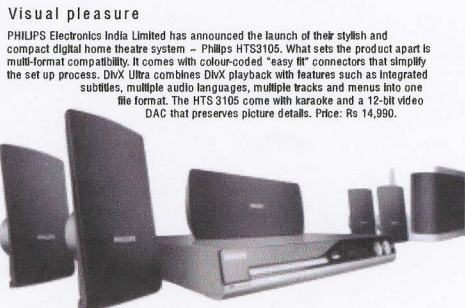 Visual pleasure
PHILIPS Electronics India Limited has announced the launch of their stylish and
compact digital home theatre system ~ Philips HTS3105. What sets the product apart is
multi-format compatibility. It comes with colour-coded "easy fit" connectors that simplify
the set up process. DivX Ultra combines DivX playback with features such as integrated
subtitles, multiple audio languages, multiple tracks and menus into one
file format. The HTS 3105 come with karaoke and a 12-bit video
DAC that preserves picture details. Price: Rs 14,990.
PHILIPS
PHILIPS
PHILIPS
PHILIPS